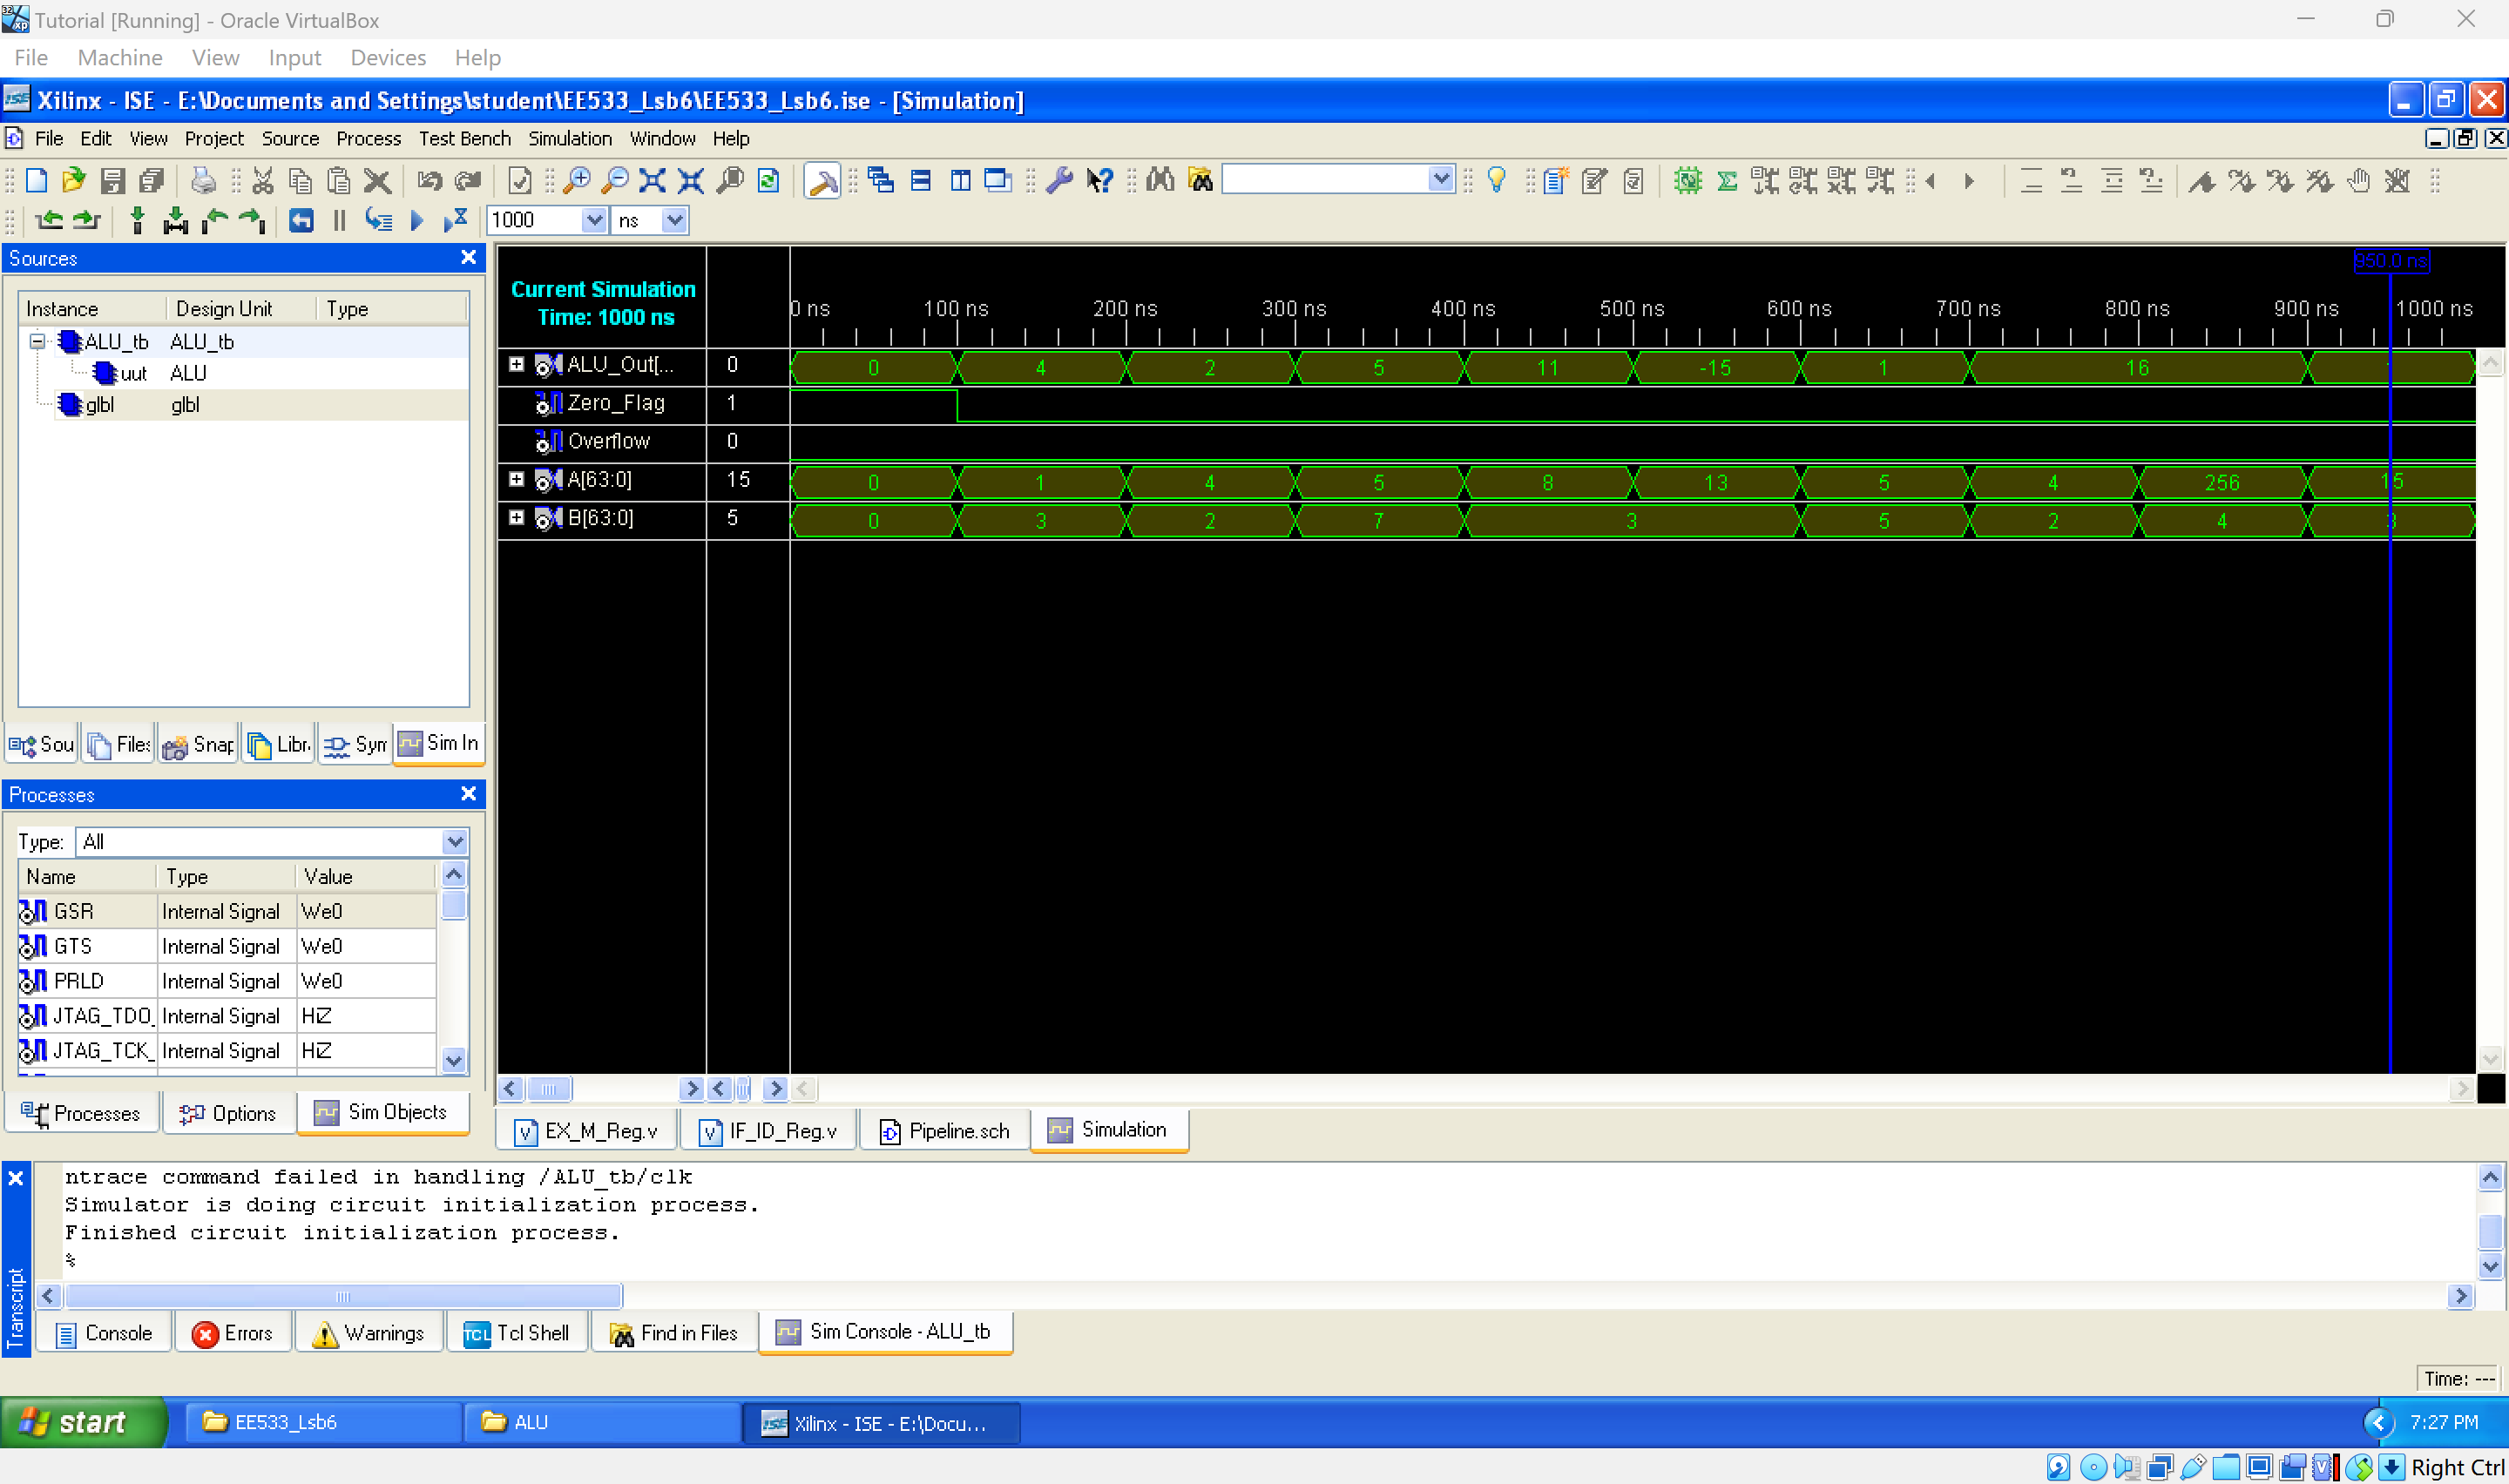 Tutorial [Running] - Oracle VirtualBox
File Machine View Input Devices Help
Xilinx - ISE - E:\Documents and Settings\student\EE533_Lsb6\EE533_Lsb6.ise - [Simulation]
File Edit View Project Source Process Test Bench Simulation Window Help
1000 ns
Sources
Instance Design Unit Type
ALU_tb ALU_tb
uut ALU
glbl glbl
Sou File Snap Libr Sym Sim In
Processes
Type: All
Name Type Value
GSR Internal Signal We0
GTS Internal Signal We0
PRLD Internal Signal We0
JTAG_TDO_ Internal Signal HiZ
JTAG_TCK_ Internal Signal HiZ
Processes Options Sim Objects
950.0 ns
Current Simulation
Time: 1000 ns
0 ns 100 ns 200 ns 300 ns 400 ns 500 ns 600 ns 700 ns 800 ns 900 ns 1000 ns
ALU_Out[... 0 0 4 2 5 11 -15 1 16
Zero_Flag 1
Overflow 0
A[63:0] 15 0 1 4 5 8 13 5 4 256 15
B[63:0] 5 0 3 2 7 3 5 2 4 3
EX_M_Reg.v IF_ID_Reg.v Pipeline.sch Simulation
Transcript
ntrace command failed in handling /ALU_tb/clk
Simulator is doing circuit initialization process.
Finished circuit initialization process.
%
Console Errors Warnings Tcl Shell Find in Files Sim Console - ALU_tb
Time: ---
start EE533_Lsb6 ALU Xilinx - ISE - E:\Docu... 7:27 PM
Right Ctrl